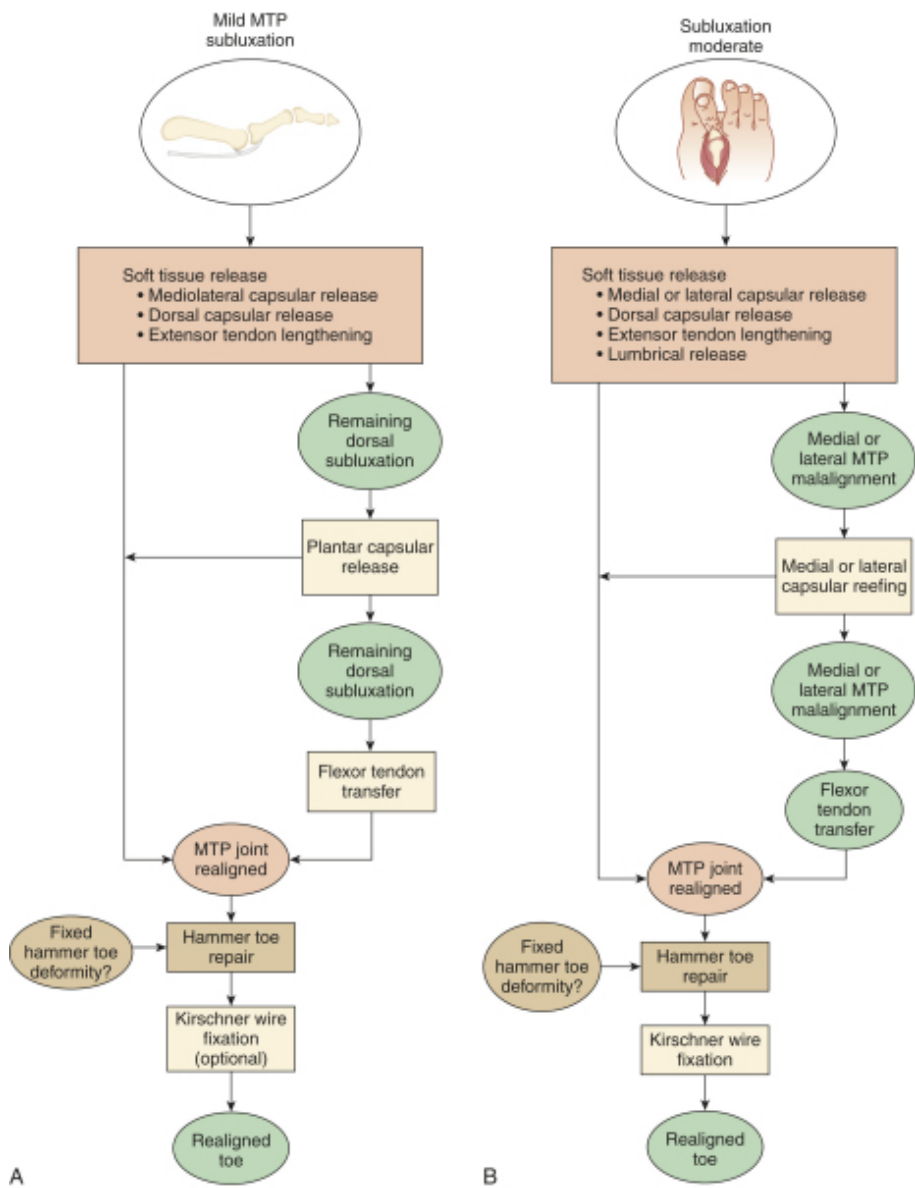 Mild MTP
subluxation
Soft tissue release
• Mediolateral capsular release
• Dorsal capsular release
• Extensor tendon lengthening
Remaining
dorsal
subluxation
Plantar capsular
release
Remaining
dorsal
subluxation
Flexor tendon
transfer
MTP joint
realigned
Fixed
hammer toe
deformity?
Hammer toe
repair
Kirschner wire
fixation
(optional)
Realigned
toe
A
Subluxation
moderate
Soft tissue release
• Medial or lateral capsular release
• Dorsal capsular release
• Extensor tendon lengthening
• Lumbrical release
Medial or
lateral MTP
malalignment
Medial or lateral
capsular reefing
Medial or
lateral MTP
malalignment
Flexor
tendon
transfer
MTP joint
realigned
Fixed
hammer toe
deformity?
Hammer toe
repair
Kirschner wire
fixation
Realigned
toe
B